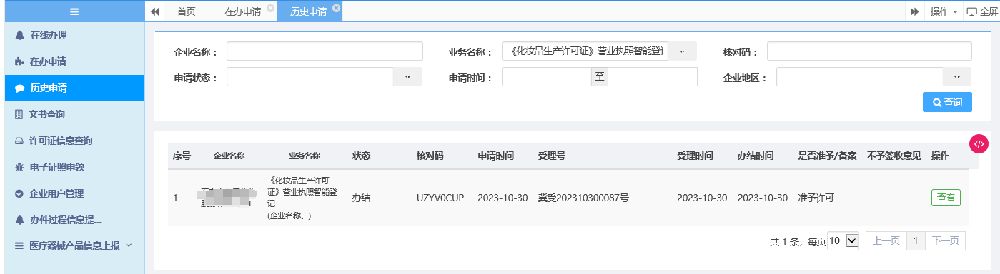 首页
在办申请
历史申请
操作
全屏
在线办理
在办申请
历史申请
文书查询
许可证信息查询
电子证照申领
企业用户管理
办件过程信息提...
医疗器械产品信息上报
企业名称：
业务名称：
《化妆品生产许可证》营业执照智能登
核对码：
申请状态：
申请时间：
至
企业地区：
查询
序号
企业名称
业务名称
状态
核对码
申请时间
受理号
受理时间
办结时间
是否准予/备案
不予签收意见
操作
1
《化妆品生产许可
证》营业执照智能登
记
(企业名称、)
办结
UZYV0CUP
2023-10-30
冀受202310300087号
2023-10-30
2023-10-30
准予许可
查看
共 1 条，每页
10
上一页
1
下一页